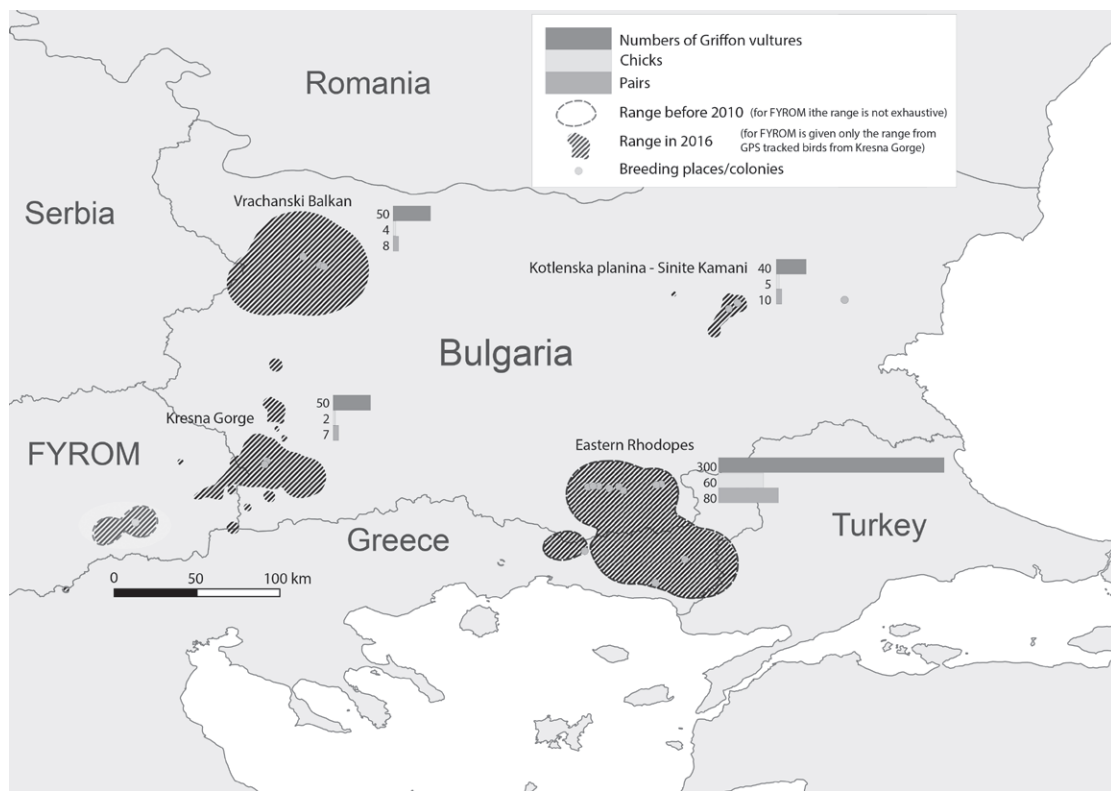 Numbers of Griffon vultures
Chicks
Pairs
Range before 2010 (for FYROM ithe range is not exhaustive)
Range in 2016 (for FYROM is given only the range from
GPS tracked birds from Kresna Gorge)
Breeding places/colonies
Romania
Serbia
Vrachanski Balkan
50
4
8
Kotlenska planina - Sinite Kamani
40
5
10
Bulgaria
Kresna Gorge
50
2
7
FYROM
Eastern Rhodopes
300
60
80
Greece
Turkey
0 50 100 km